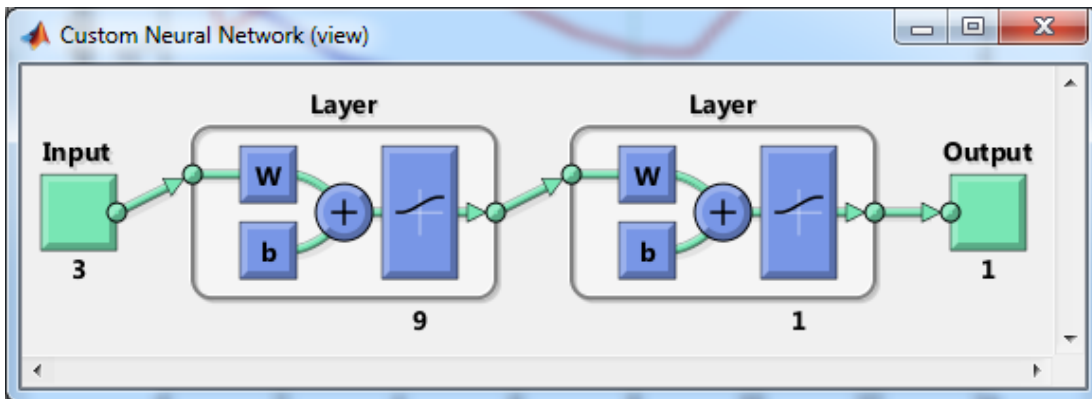 Custom Neural Network (view)
Layer
Layer
Input
Output
W
W
b
b
3
1
9
1